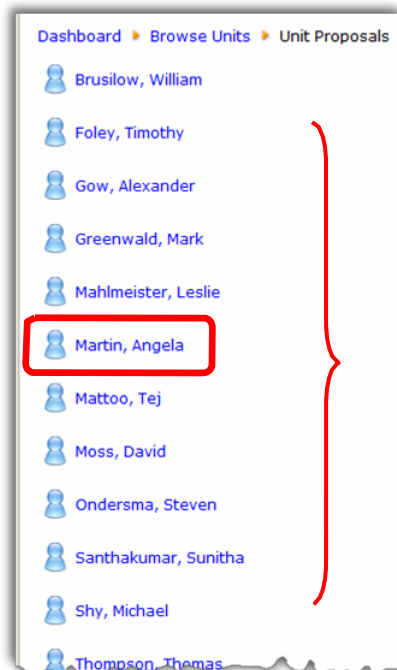 Dashboard ▸ Browse Units ▸ Unit Proposals
Brusilow, William
Foley, Timothy
Gow, Alexander
Greenwald, Mark
Mahlmeister, Leslie
Martin, Angela
Mattoo, Tej
Moss, David
Ondersma, Steven
Santhakumar, Sunitha
Shy, Michael
Thompson, Thomas